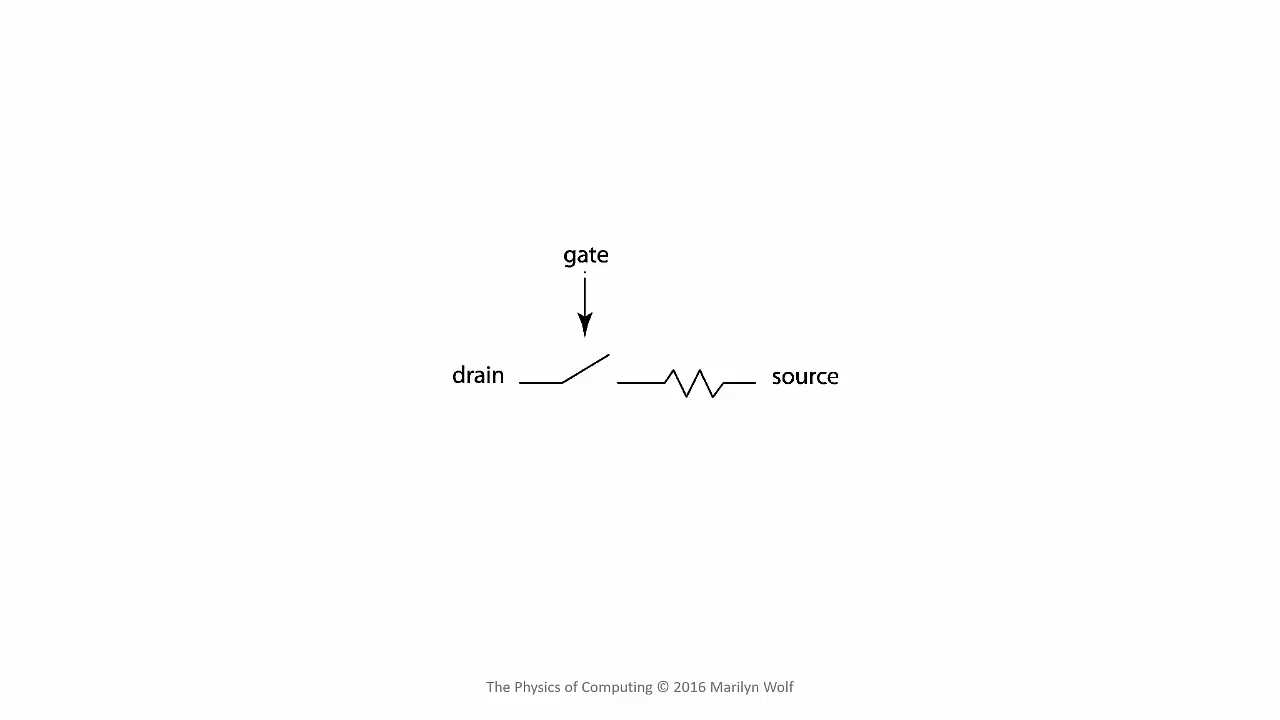 gate
drain
source
The Physics of Computing © 2016 Marilyn Wolf